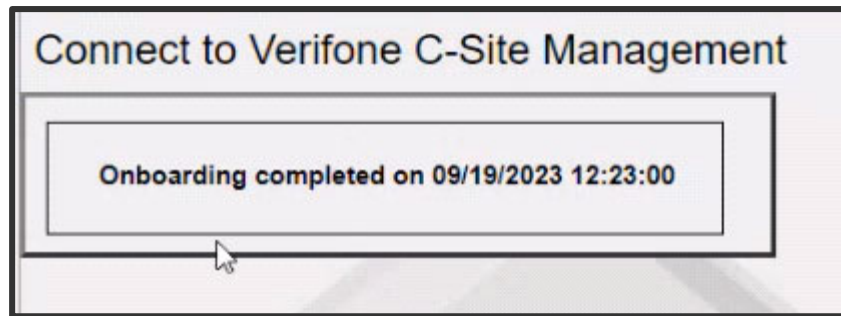 Connect to Verifone C-Site Management
Onboarding completed on 09/19/2023 12:23:00